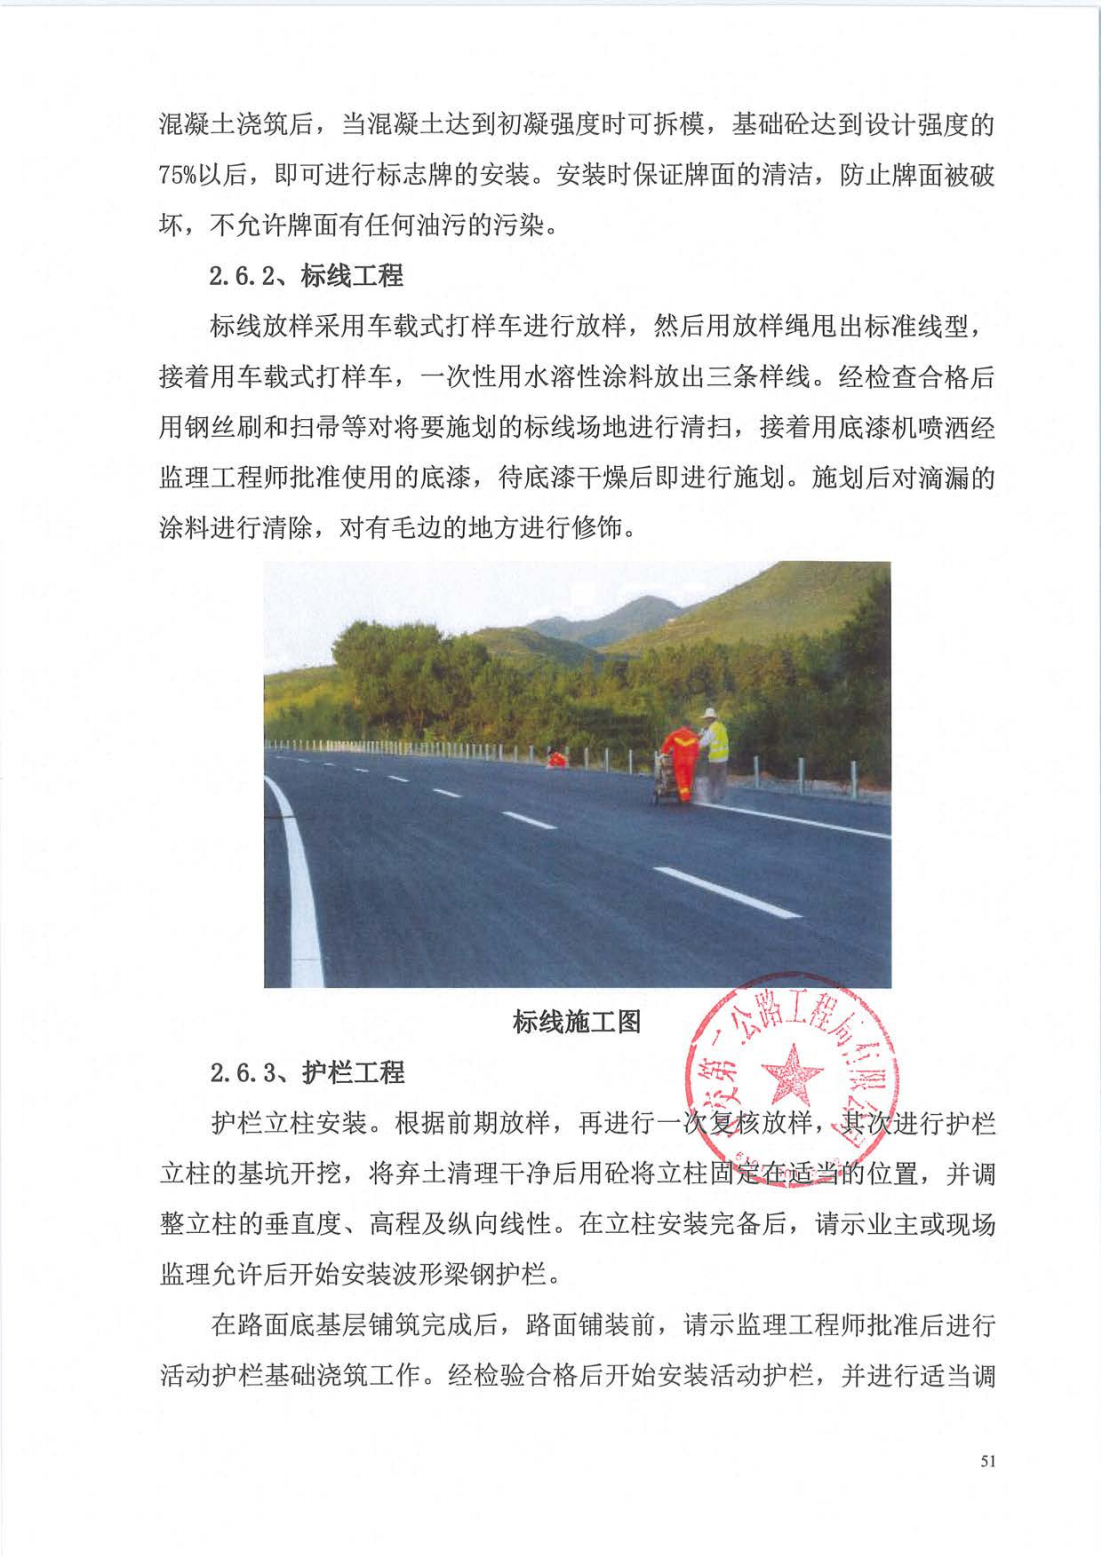 混凝土浇筑后，当混凝土达到初凝强度时可拆模，基础砼达到设计强度的
75%以后，即可进行标志牌的安装。安装时保证牌面的清洁，防止牌面被破
坏，不允许牌面有任何油污的污染。
2.6.2、标线工程
标线放样采用车载式打样车进行放样，然后用放样绳甩出标准线型，
接着用车载式打样车，一次性用水溶性涂料放出三条样线。经检查合格后
用钢丝刷和扫帚等对将要施划的标线场地进行清扫，接着用底漆机喷洒经
监理工程师批准使用的底漆，待底漆干燥后即进行施划。施划后对滴漏的
涂料进行清除，对有毛边的地方进行修饰。
标线施工图
交第二公路工程局有限公司
2.6.3、护栏工程
护栏立柱安装。根据前期放样，再进行一次复核放样，其次进行护栏
立柱的基坑开挖，将弃土清理干净后用砼将立柱固定在适当的位置，并调
整立柱的垂直度、高程及纵向线性。在立柱安装完备后，请示业主或现场
监理允许后开始安装波形梁钢护栏。
在路面底基层铺筑完成后，路面铺装前，请示监理工程师批准后进行
活动护栏基础浇筑工作。经检验合格后开始安装活动护栏，并进行适当调
51